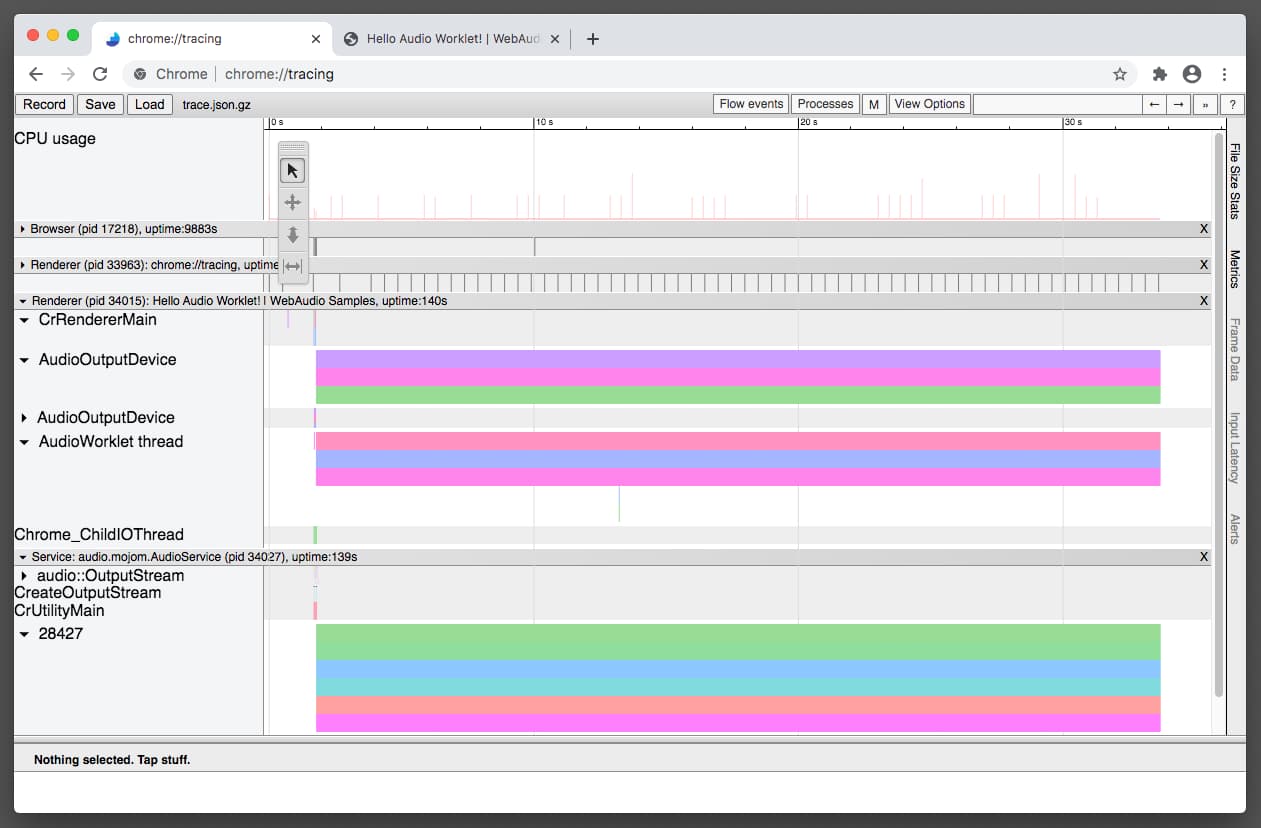 chrome://tracing
Hello Audio Worklet! | WebAud
Chrome | chrome://tracing
Record Save Load trace.json.gz Flow events Processes M View Options ← → » ?
0 s 10 s 20 s 30 s
CPU usage
Browser (pid 17218), uptime:9883s X
Renderer (pid 33963): chrome://tracing, uptime X
Renderer (pid 34015): Hello Audio Worklet! | WebAudio Samples, uptime:140s X
CrRendererMain
AudioOutputDevice
AudioOutputDevice
AudioWorklet thread
Chrome_ChildIOThread
Service: audio.mojom.AudioService (pid 34027), uptime:139s X
audio::OutputStream
CreateOutputStream
CrUtilityMain
28427
File Size Stats
Metrics
Frame Data
Input Latency
Alerts
Nothing selected. Tap stuff.